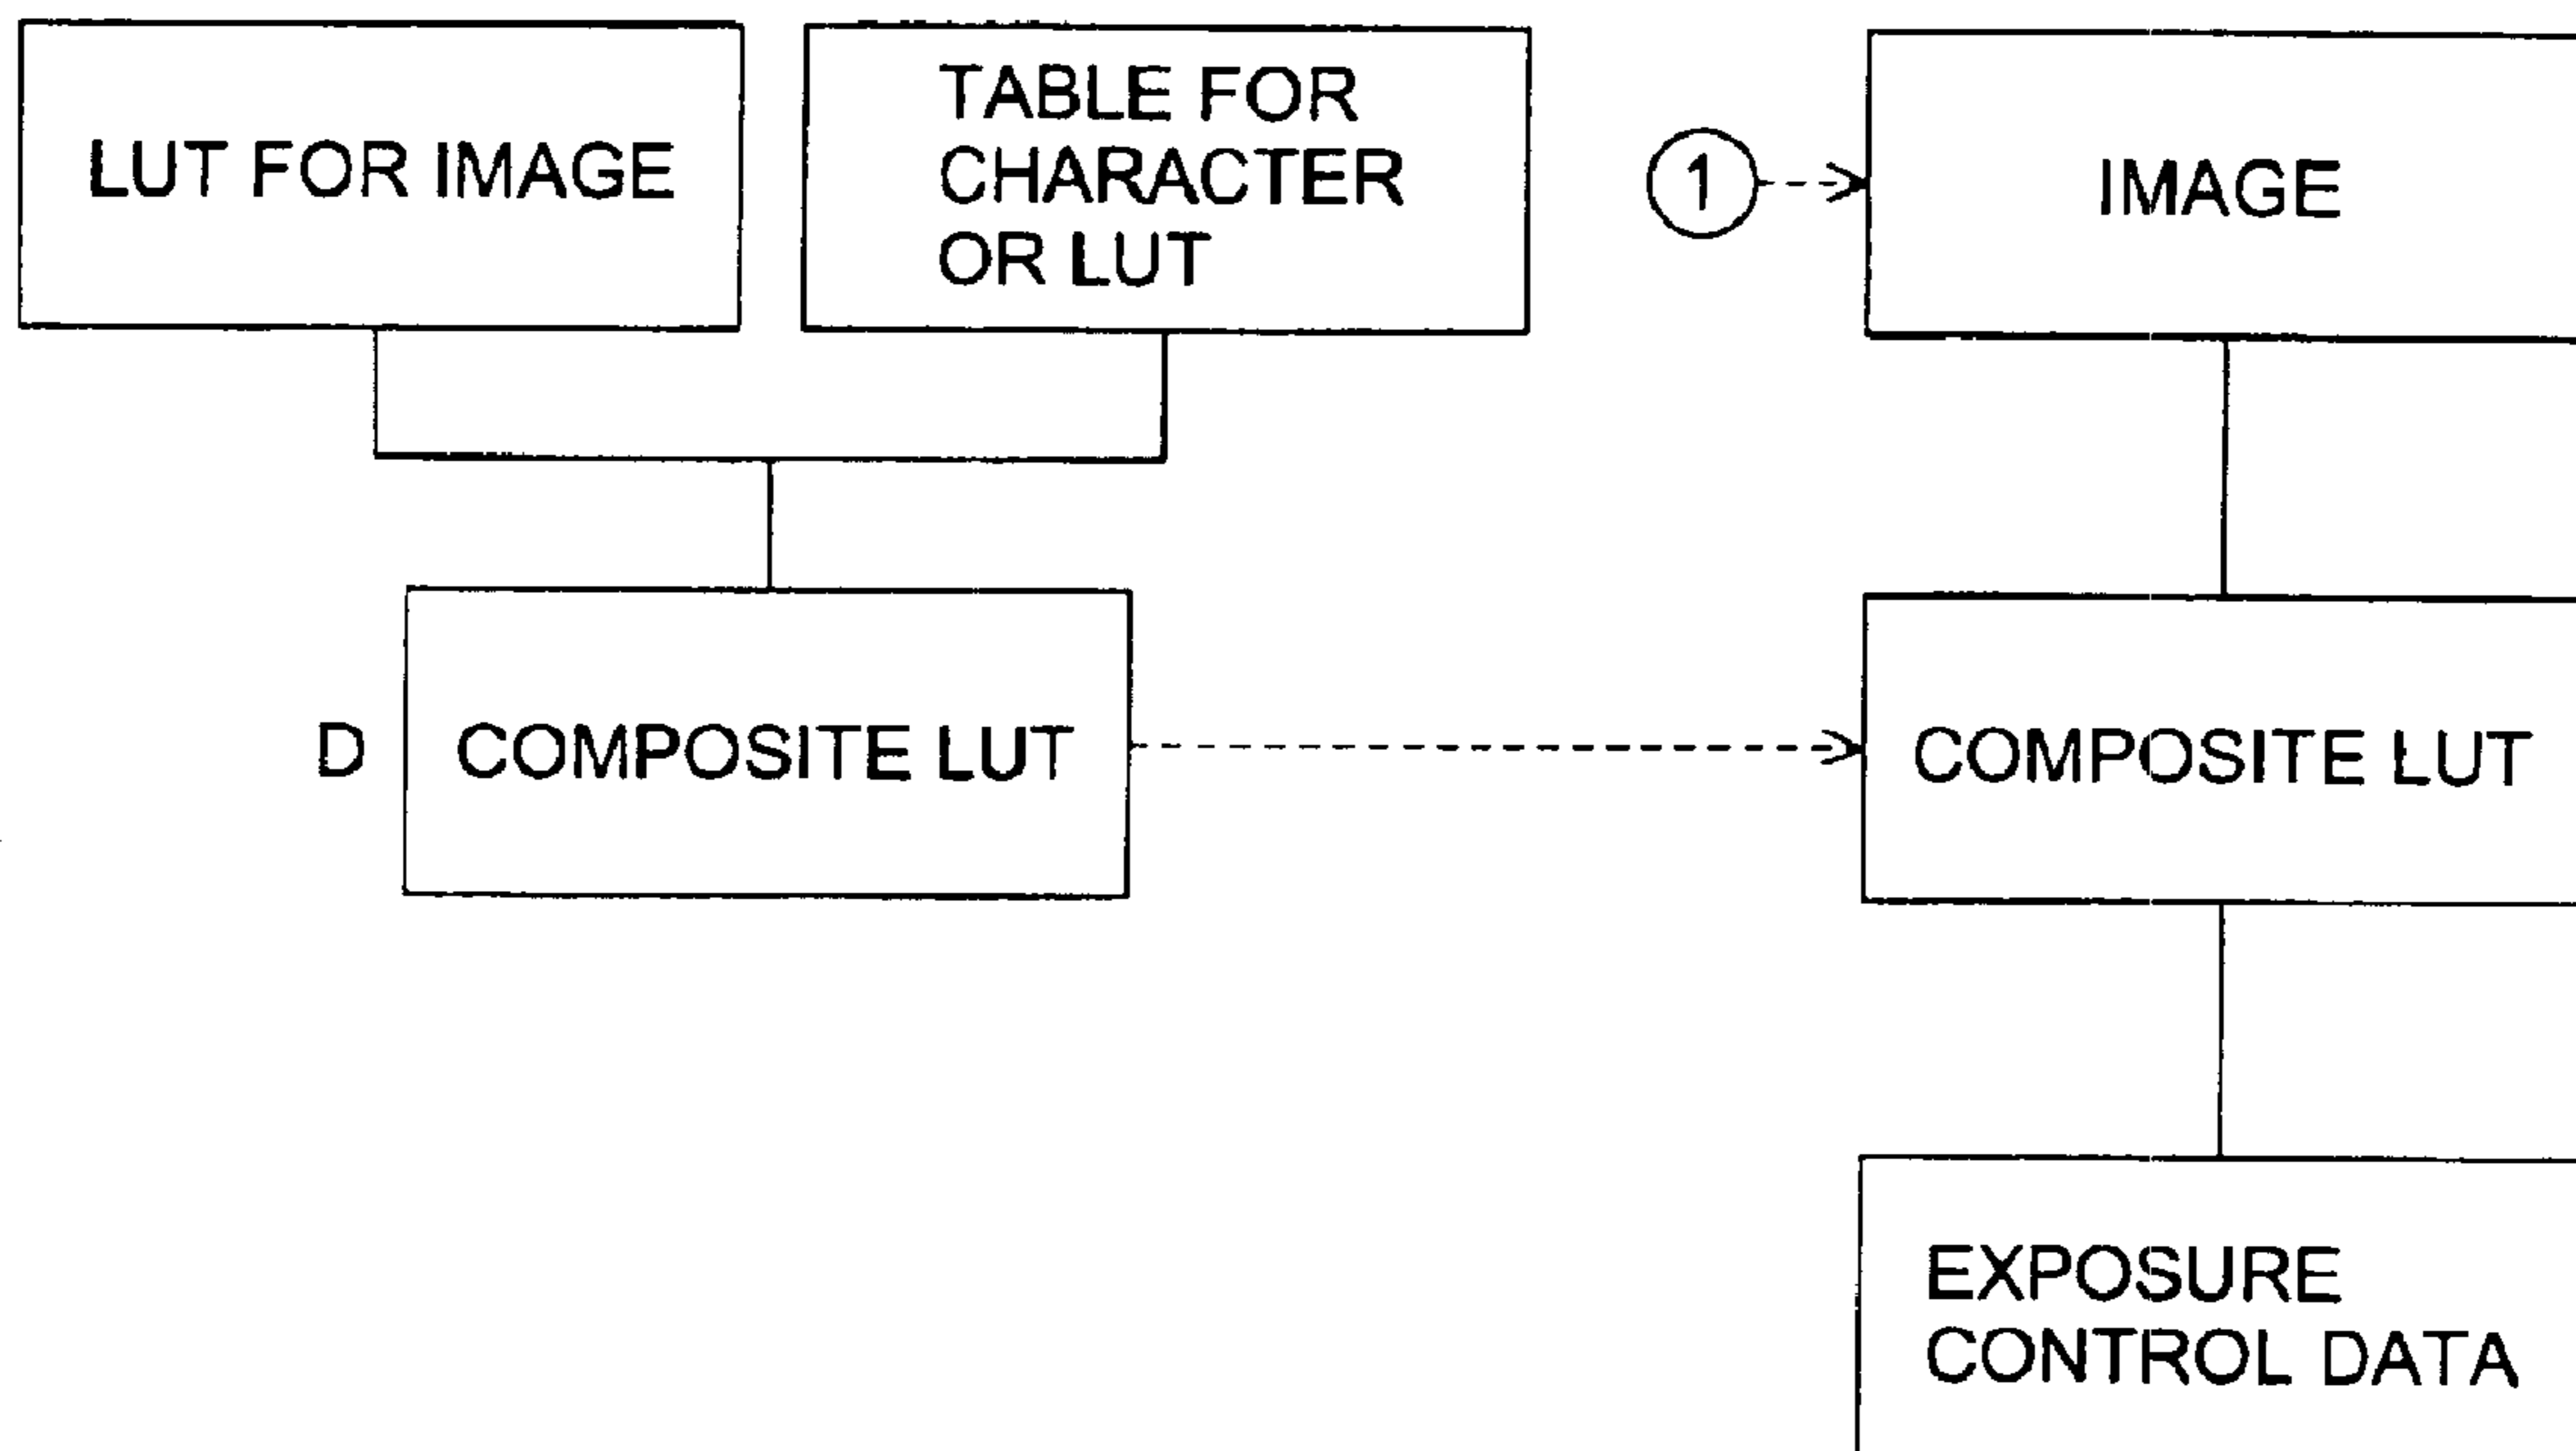 LUT FOR IMAGE
TABLE FOR
CHARACTER
OR LUT
1
IMAGE
D
COMPOSITE LUT
COMPOSITE LUT
EXPOSURE
CONTROL DATA